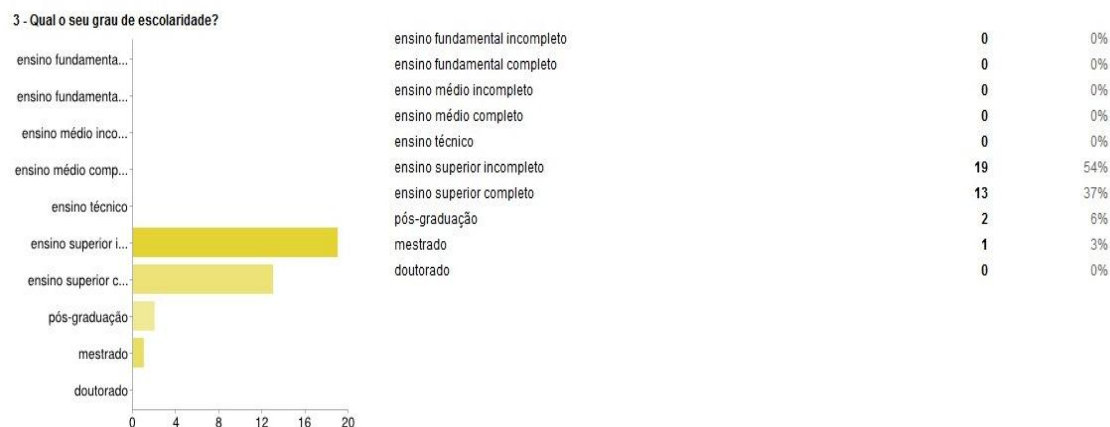 3 - Qual o seu grau de escolaridade?
ensino fundamenta...
ensino fundamenta...
ensino médio inco...
ensino médio comp...
ensino técnico
ensino superior i...
ensino superior c...
pós-graduação
mestrado
doutorado
0 4 8 12 16 20
ensino fundamental incompleto 0 0%
ensino fundamental completo 0 0%
ensino médio incompleto 0 0%
ensino médio completo 0 0%
ensino técnico 0 0%
ensino superior incompleto 19 54%
ensino superior completo 13 37%
pós-graduação 2 6%
mestrado 1 3%
doutorado 0 0%